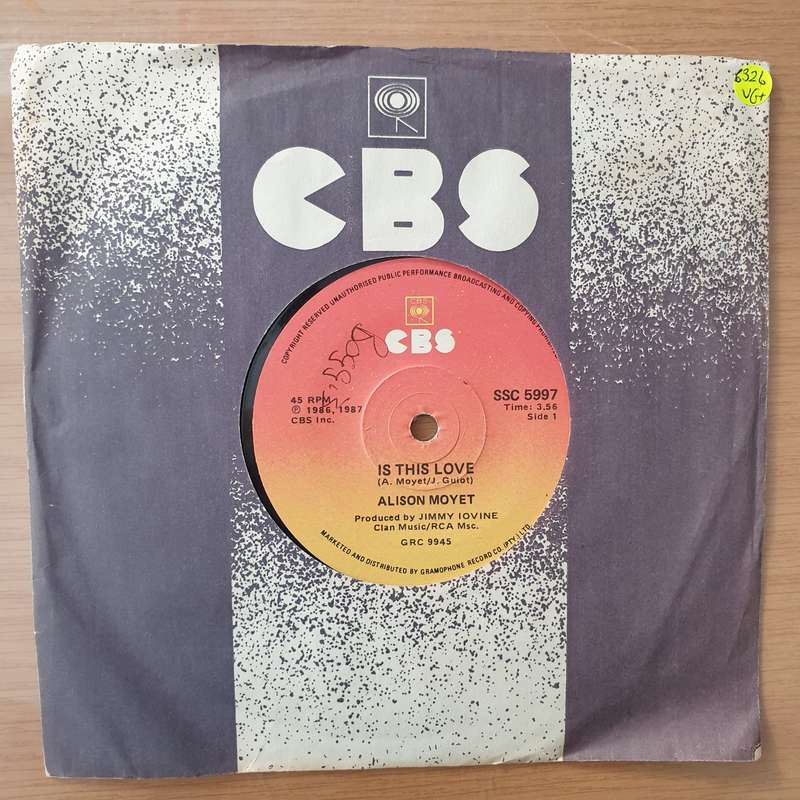 6326
VG+
CBS
COPYRIGHT RESERVED UNAUTHORISED PUBLIC PERFORMANCE BROADCASTING AND COPYING
CBS
CBS
45 RPM
℗ 1986, 1987
CBS Inc.
SSC 5997
Time: 3.56
Side 1
IS THIS LOVE
(A. Moyet/J. Guiot)
ALISON MOYET
Produced by JIMMY IOVINE
Clan Music/RCA Msc.
GRC 9945
MARKETED AND DISTRIBUTED BY GRAMOPHONE RECORD CO. (PTY.) LTD.